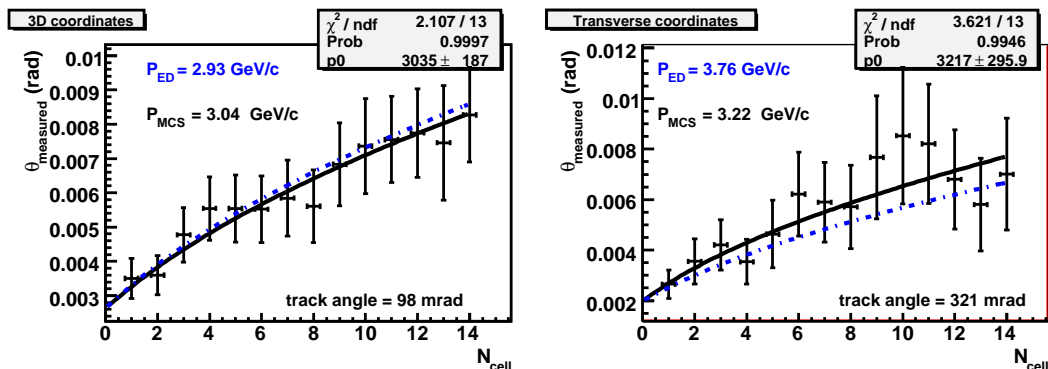 3D coordinates
χ² / ndf 2.107 / 13
Prob 0.9997
p0 3035 ± 187
P_ED = 2.93 GeV/c
P_MCS = 3.04 GeV/c
θ_measured (rad)
0.01
0.009
0.008
0.007
0.006
0.005
0.004
0.003
track angle = 98 mrad
0 2 4 6 8 10 12 14
N_cell
Transverse coordinates
χ² / ndf 3.621 / 13
Prob 0.9946
p0 3217 ± 295.9
P_ED = 3.76 GeV/c
P_MCS = 3.22 GeV/c
θ_measured (rad)
0.012
0.01
0.008
0.006
0.004
0.002
track angle = 321 mrad
0 2 4 6 8 10 12 14
N_cell